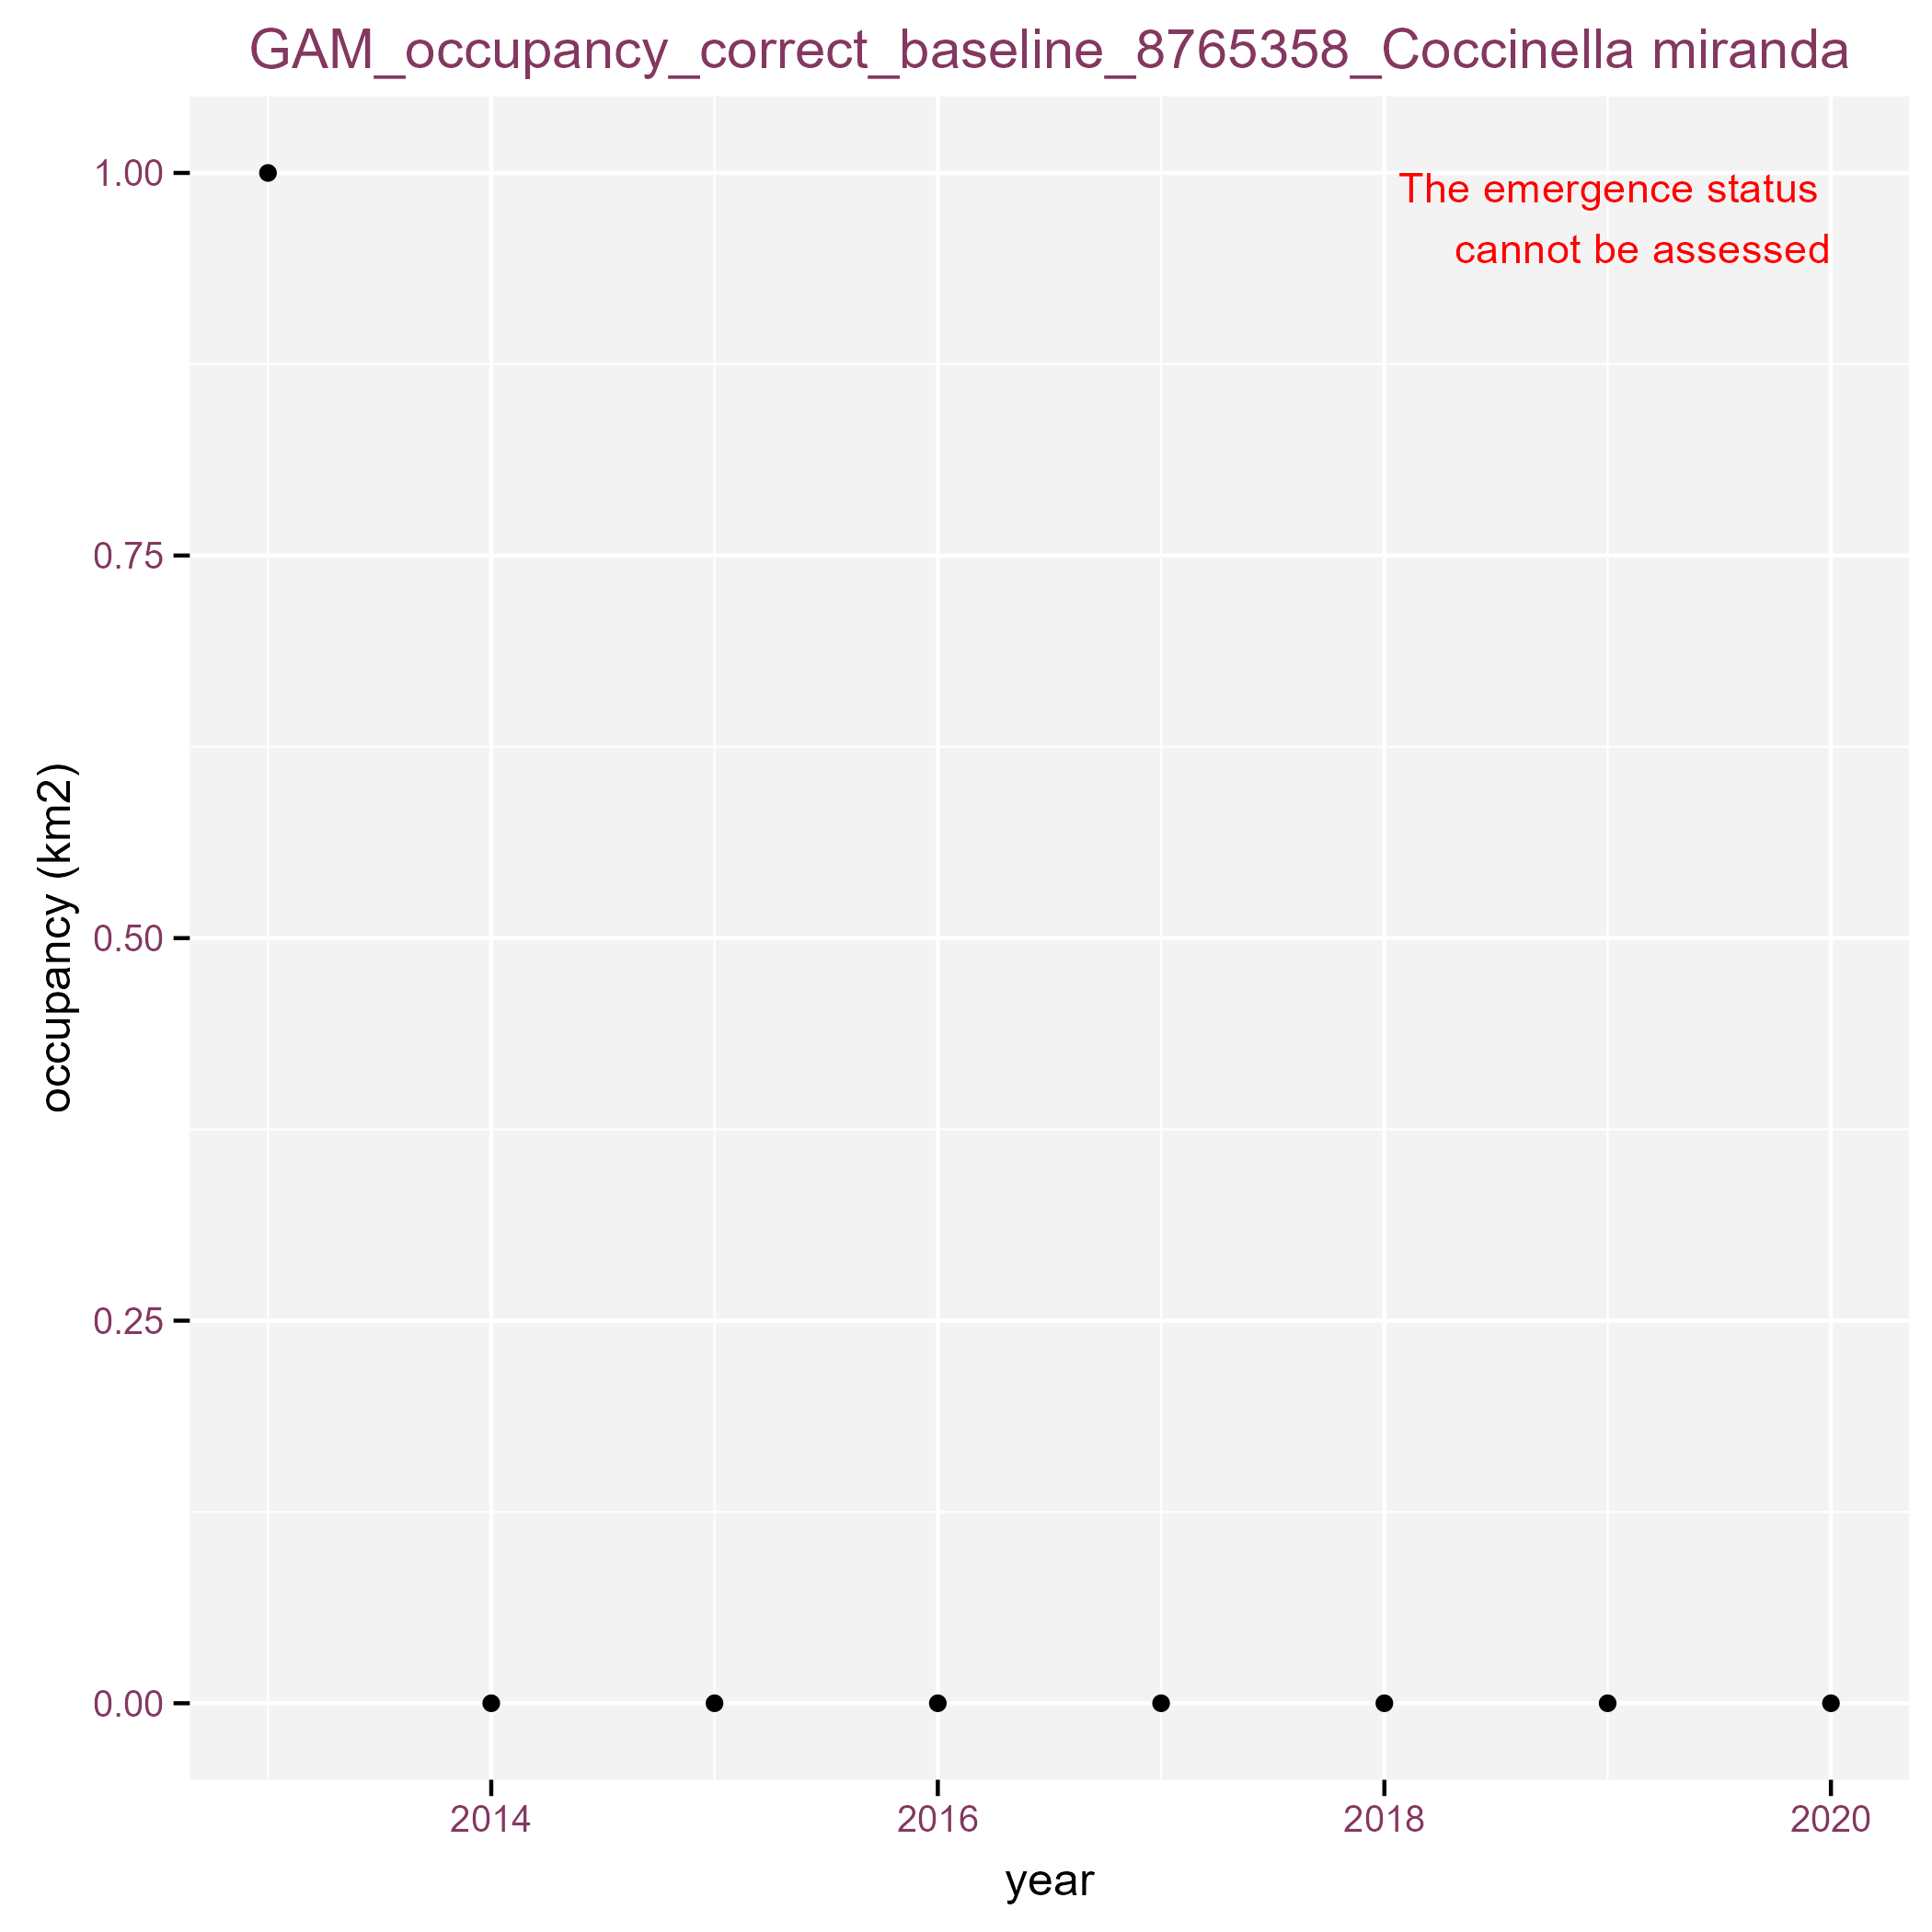 GAM_occupancy_correct_baseline_8765358_Coccinella miranda
The emergence status
cannot be assessed
1.00
0.75
0.50
0.25
0.00
occupancy (km2)
2014 2016 2018 2020
year